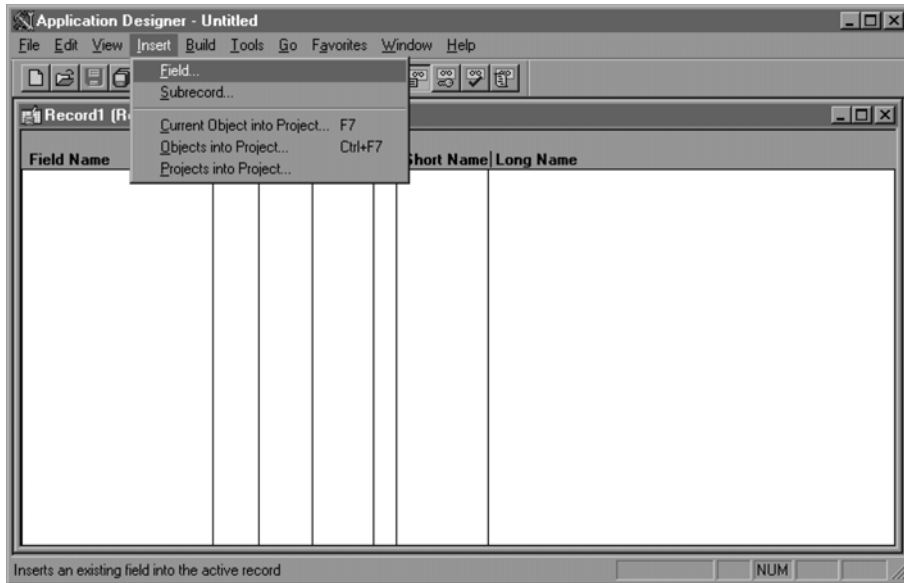 Application Designer - Untitled
File Edit View Insert Build Tools Go Favorites Window Help
Field...
Subrecord...
Record1 (R
Current Object into Project... F7
Objects into Project... Ctrl+F7
Projects into Project...
Field Name Short Name Long Name
Inserts an existing field into the active record NUM